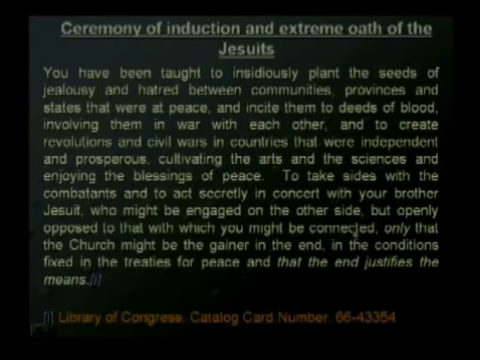 Ceremony of induction and extreme oath of the
Jesuits
You have been taught to insidiously plant the seeds of
jealousy and hatred between communities, provinces and
states that were at peace, and incite them to deeds of blood,
involving them in war with each other, and to create
revolutions and civil wars in countries that were independent
and prosperous, cultivating the arts and the sciences and
enjoying the blessings of peace. To take sides with the
combatants and to act secretly in concert with your brother
Jesuit, who might be engaged on the other side, but openly
opposed to that with which you might be connected, only that
the Church might be the gainer in the end, in the conditions
fixed in the treaties for peace and that the end justifies the
means.[i]
[i] Library of Congress. Catalog Card Number. 66-43354